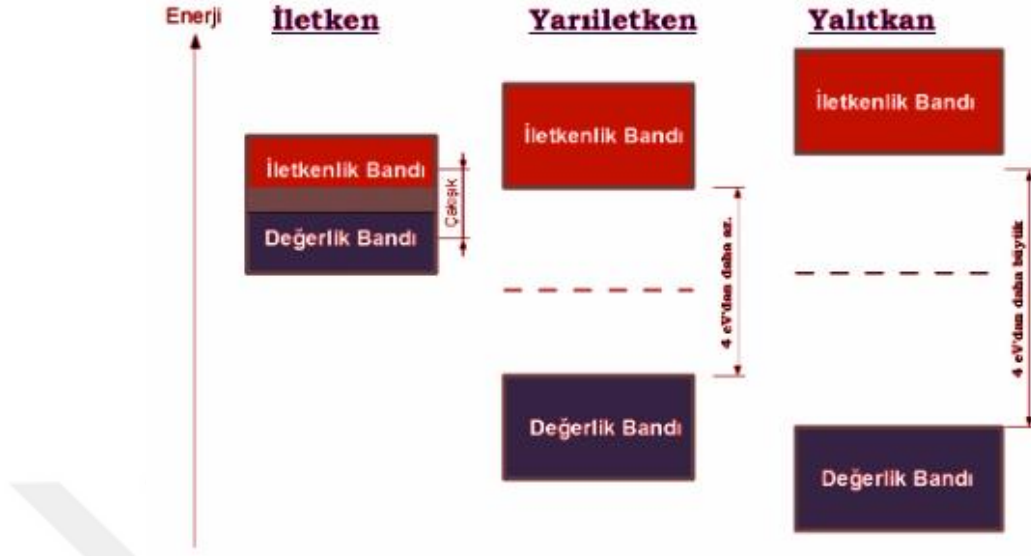 Enerji
İletken
Yarıiletken
Yalıtkan
İletkenlik Bandı
Değerlik Bandı
Çakışık
İletkenlik Bandı
Değerlik Bandı
4 eV'dan daha az.
İletkenlik Bandı
Değerlik Bandı
4 eV'dan daha büyük